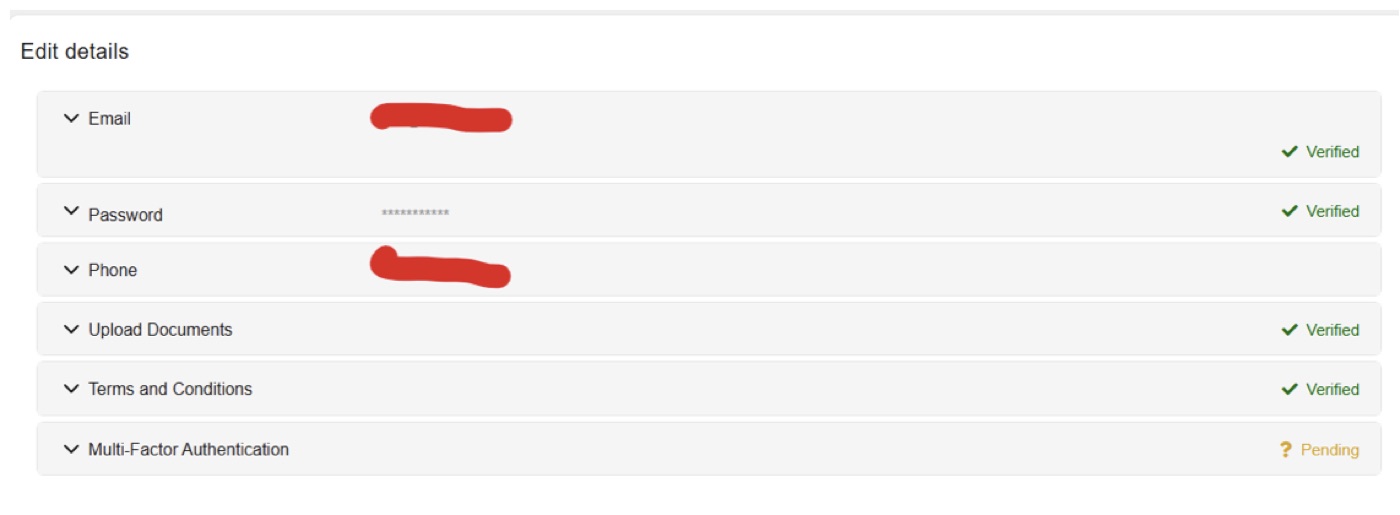 Edit details
Email
Verified
Password *********** Verified
Phone
Upload Documents Verified
Terms and Conditions Verified
Multi-Factor Authentication ? Pending